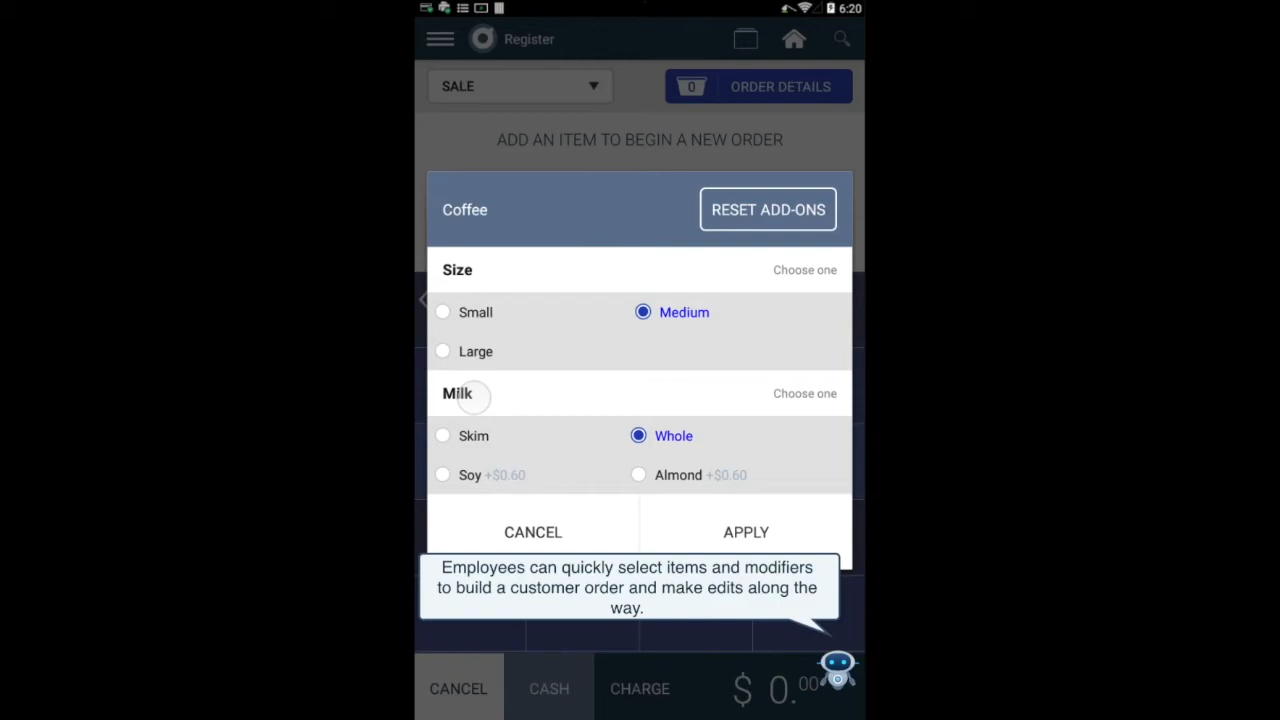 6:20
Register
SALE
0 ORDER DETAILS
ADD AN ITEM TO BEGIN A NEW ORDER
Coffee RESET ADD-ONS
Size Choose one
Small Medium
Large
Milk Choose one
Skim Whole
Soy +$0.60 Almond +$0.60
CANCEL APPLY
Employees can quickly select items and modifiers
to build a customer order and make edits along the
way.
CANCEL CASH CHARGE $ 0.00